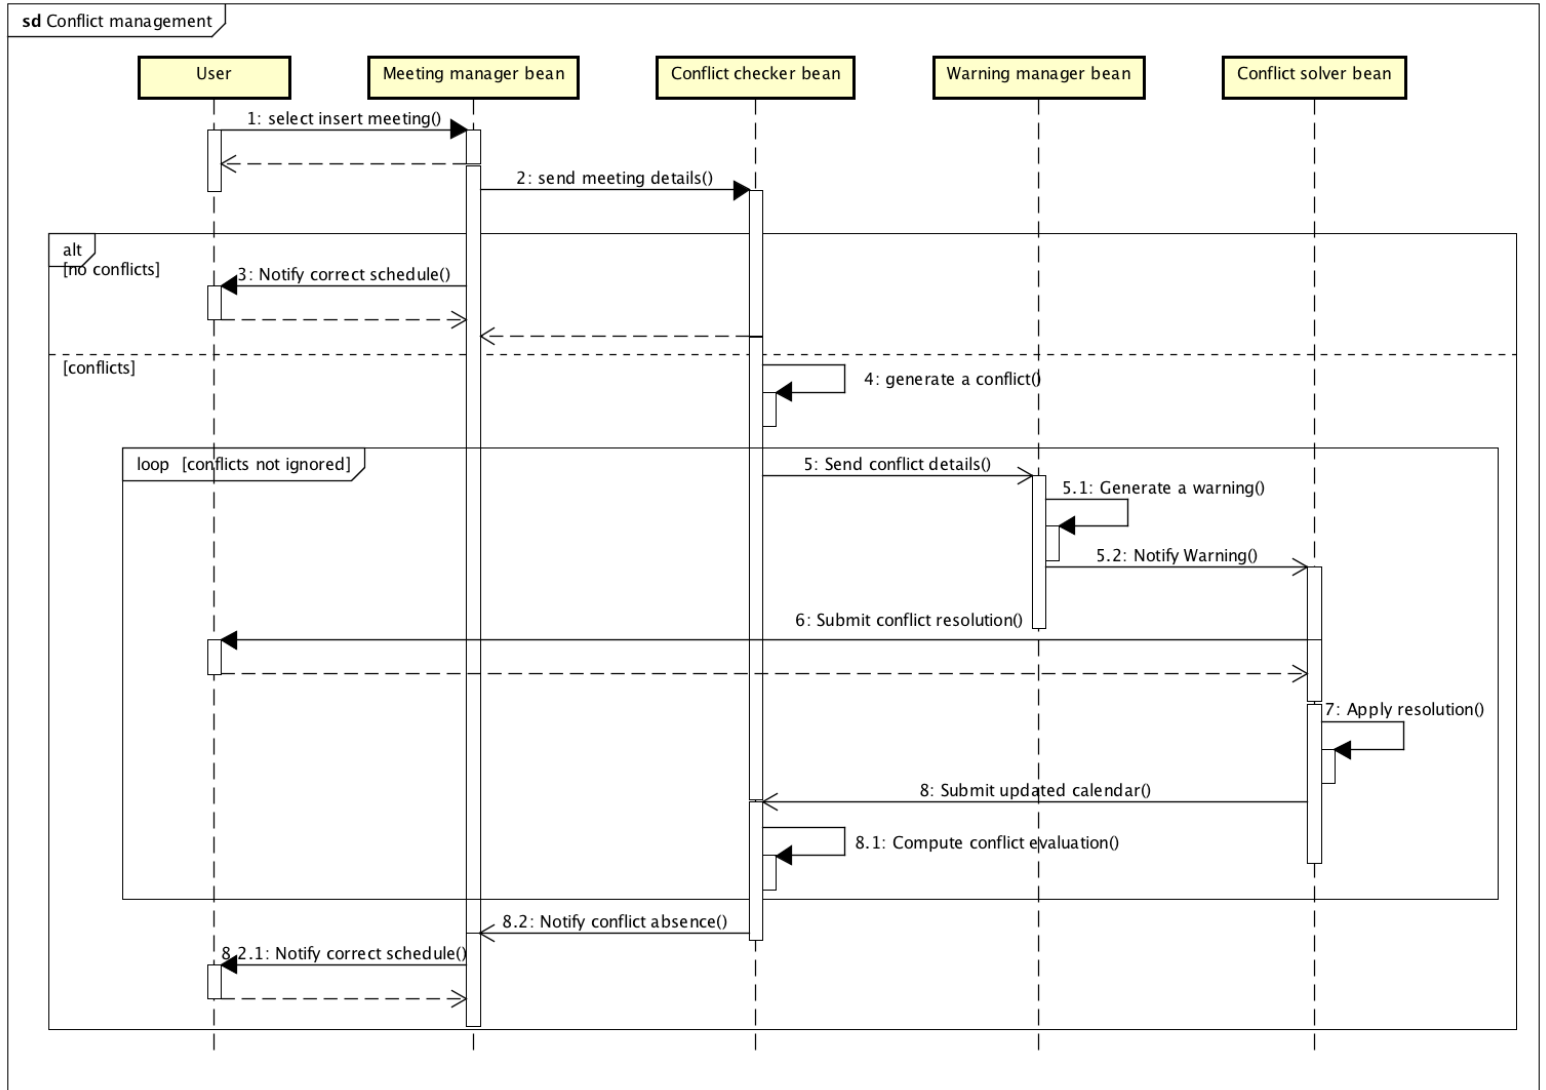 sd Conflict management
User
Meeting manager bean
Conflict checker bean
Warning manager bean
Conflict solver bean
1: select insert meeting()
2: send meeting details()
alt
[no conflicts]
3: Notify correct schedule()
[conflicts]
4: generate a conflict()
loop [conflicts not ignored]
5: Send conflict details()
5.1: Generate a warning()
5.2: Notify Warning()
6: Submit conflict resolution()
7: Apply resolution()
8: Submit updated calendar()
8.1: Compute conflict evaluation()
8.2: Notify conflict absence()
8.2.1: Notify correct schedule()